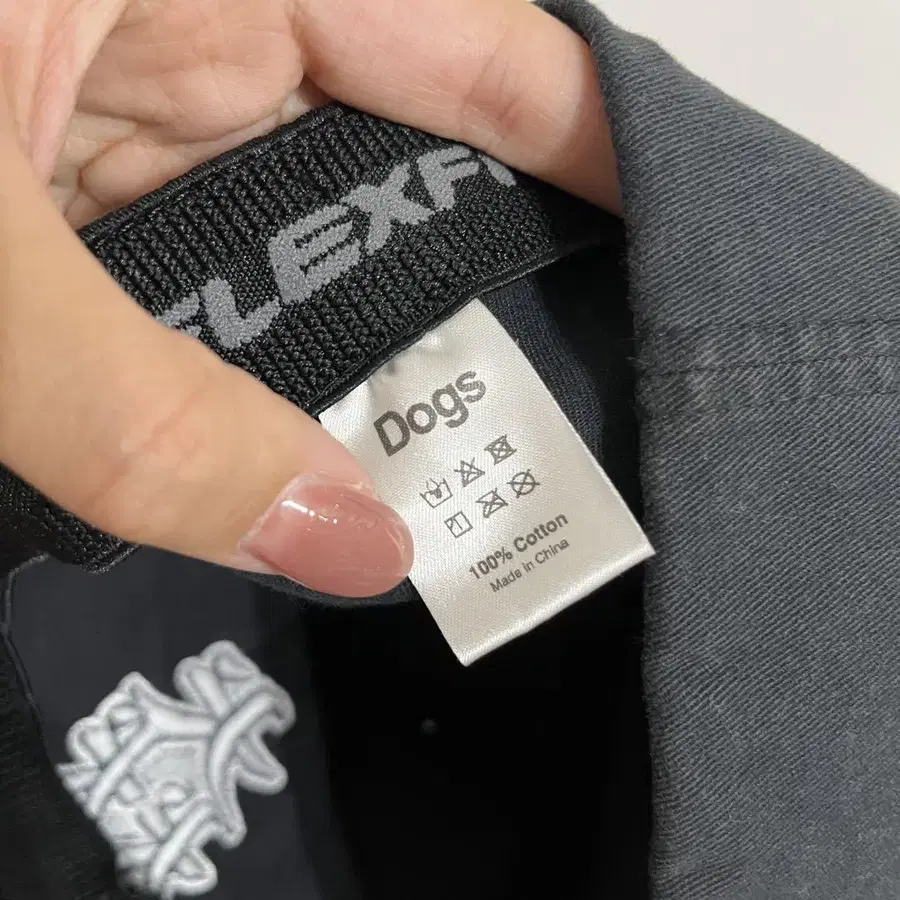 FLEXF
Dogs
100% Cotton
Made in China